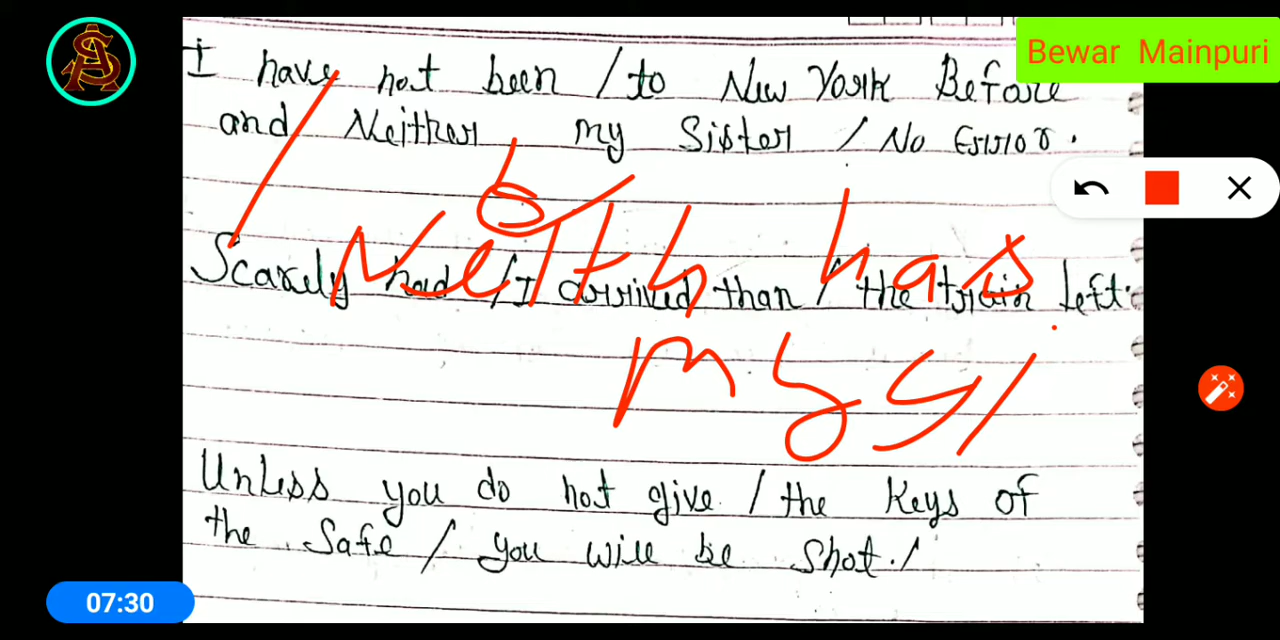 Bewar Mainpuri
I have not been / to New York Before
and Neither my Sister / No Error.
Neith has
Scarely had / I arrived than / the train left.
my si
Unless you do not give / the Keys of
the Safe / you will be Shot. /
07:30